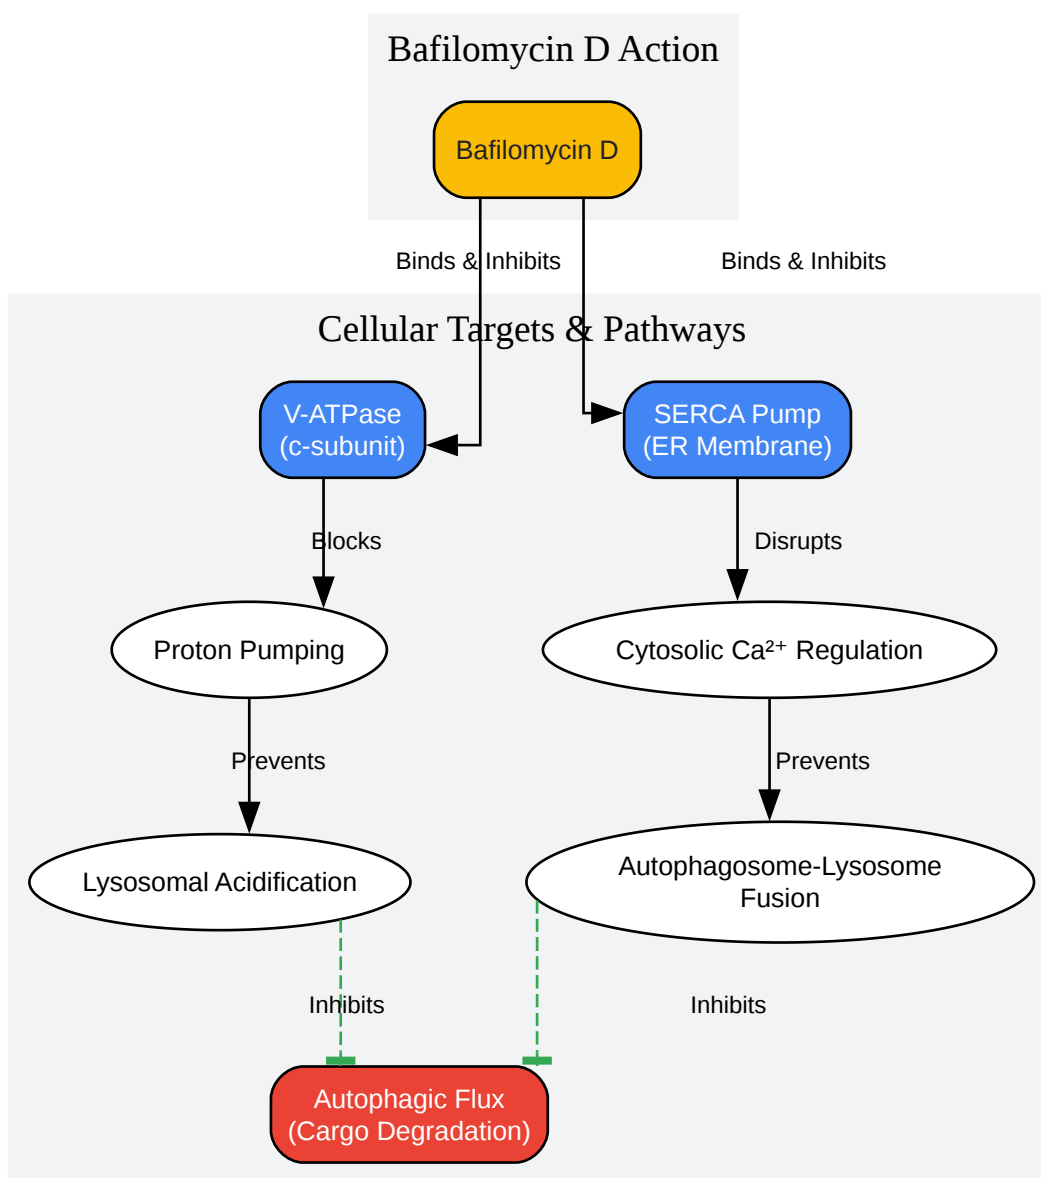 Bafilomycin D Action
Bafilomycin D
Binds & Inhibits
Binds & Inhibits
Cellular Targets & Pathways
V-ATPase
(c-subunit)
SERCA Pump
(ER Membrane)
Blocks
Disrupts
Proton Pumping
Cytosolic Ca²⁺ Regulation
Prevents
Prevents
Lysosomal Acidification
Autophagosome-Lysosome
Fusion
Inhibits
Inhibits
Autophagic Flux
(Cargo Degradation)